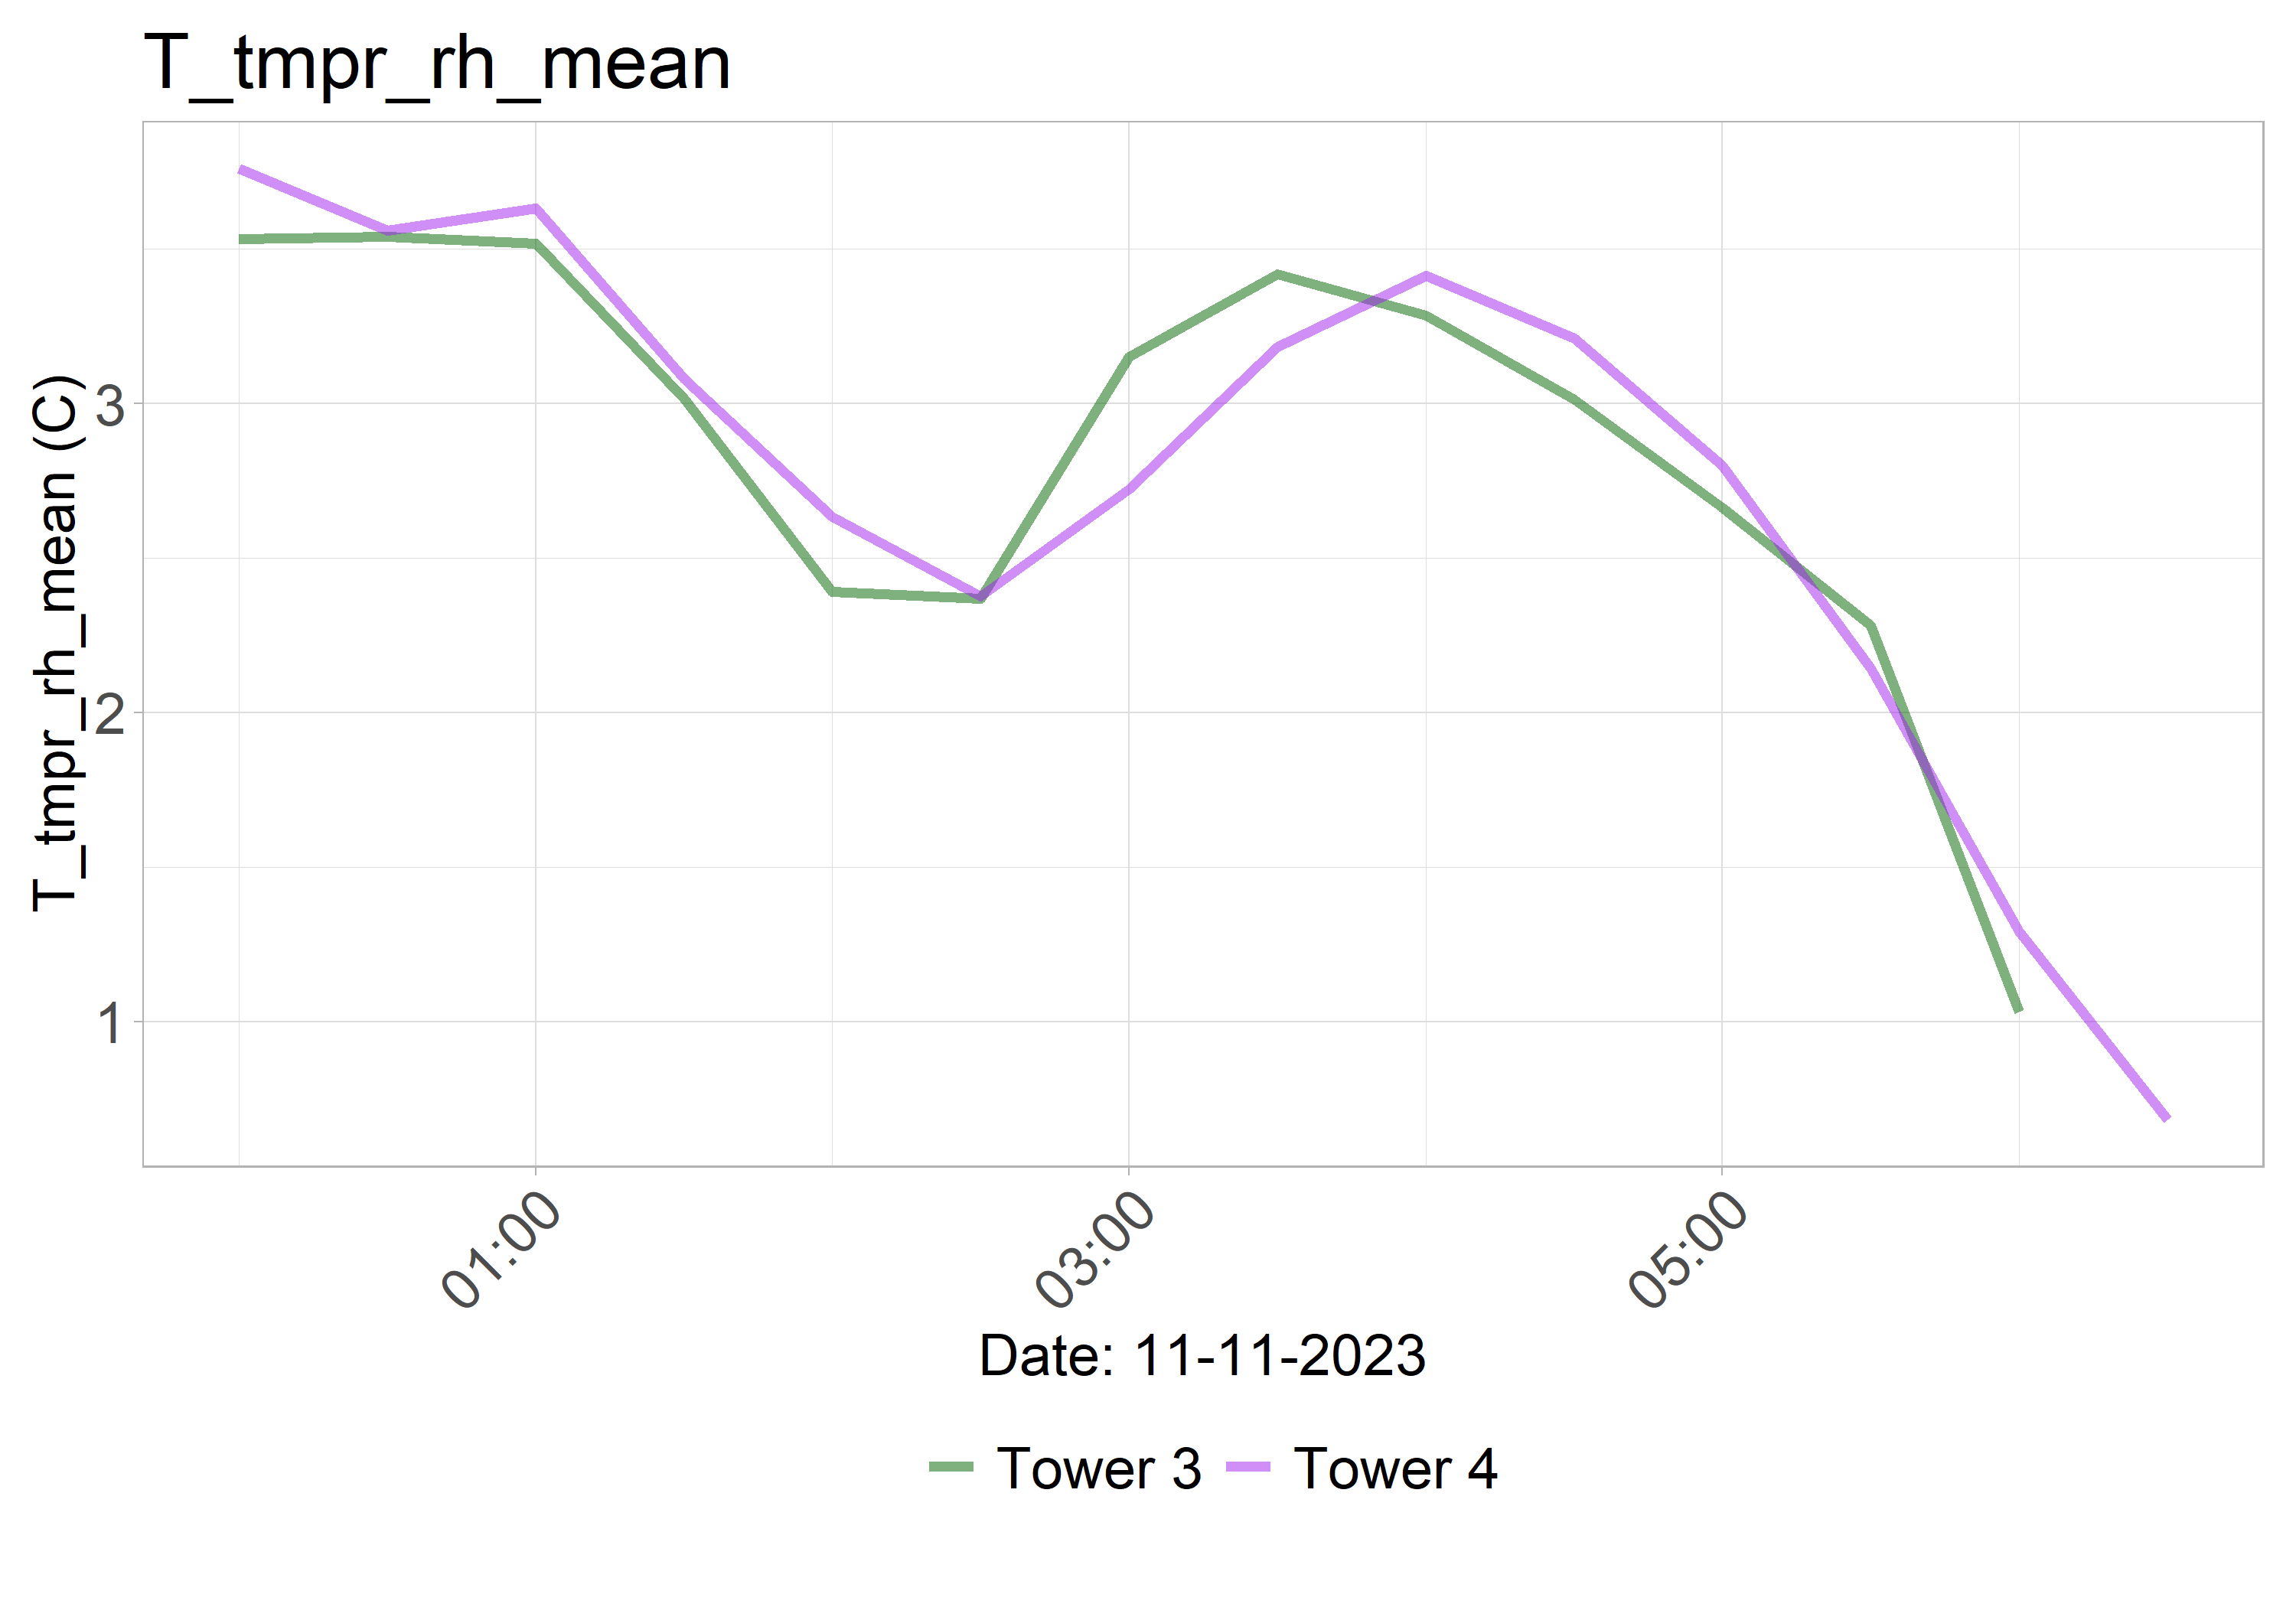 T_tmpr_rh_mean
T_tmpr_rh_mean (C)
3
2
1
01:00
03:00
05:00
Date: 11-11-2023
Tower 3
Tower 4